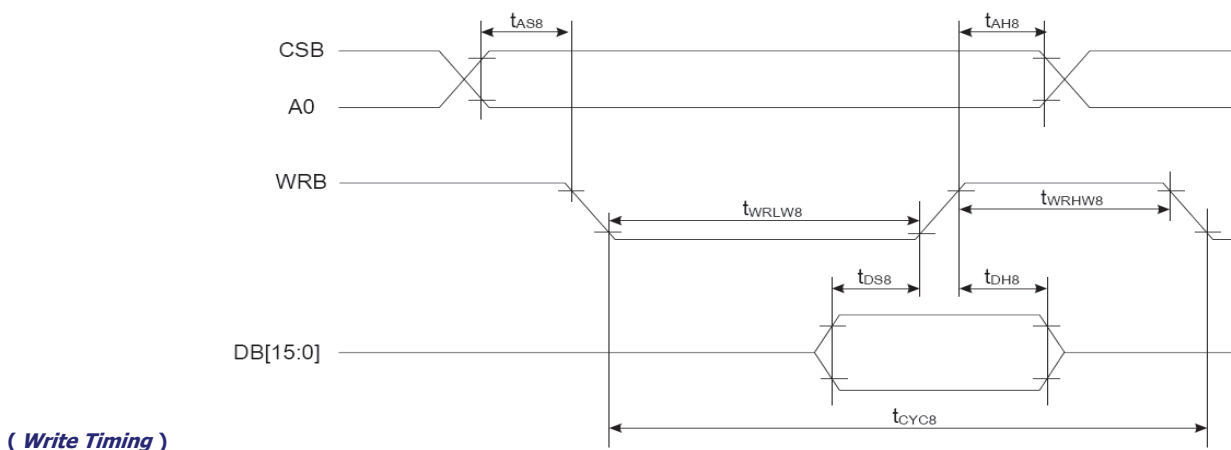 tAS8
tAH8
CSB
A0
WRB
tWRLW8
tWRHW8
tDS8
tDH8
DB[15:0]
tCYC8
( Write Timing )